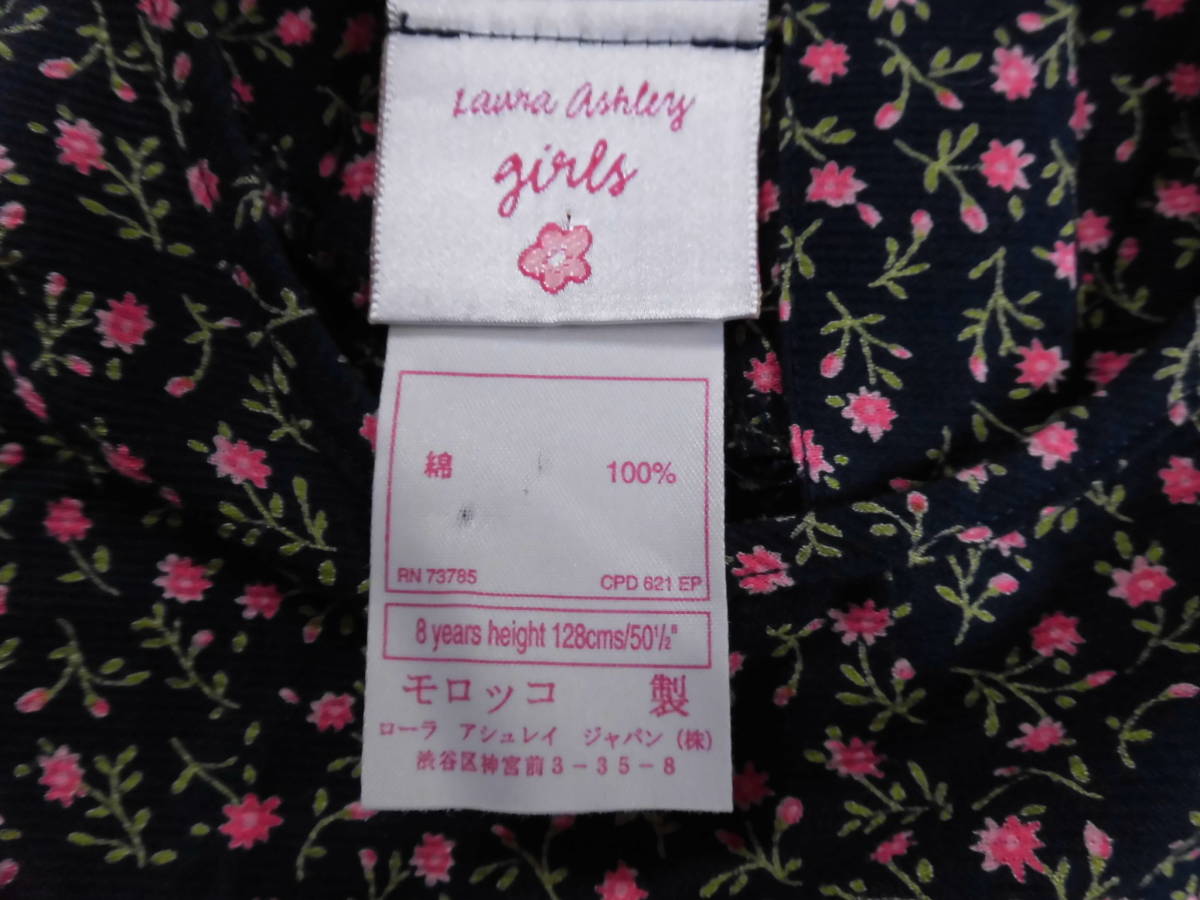 Laura Ashley
girls
綿 100%
RN 73785 CPD 621 EP
8 years height 128cms/50½"
モロッコ 製
ローラ アシュレイ ジャパン(株)
渋谷区神宮前3-35-8